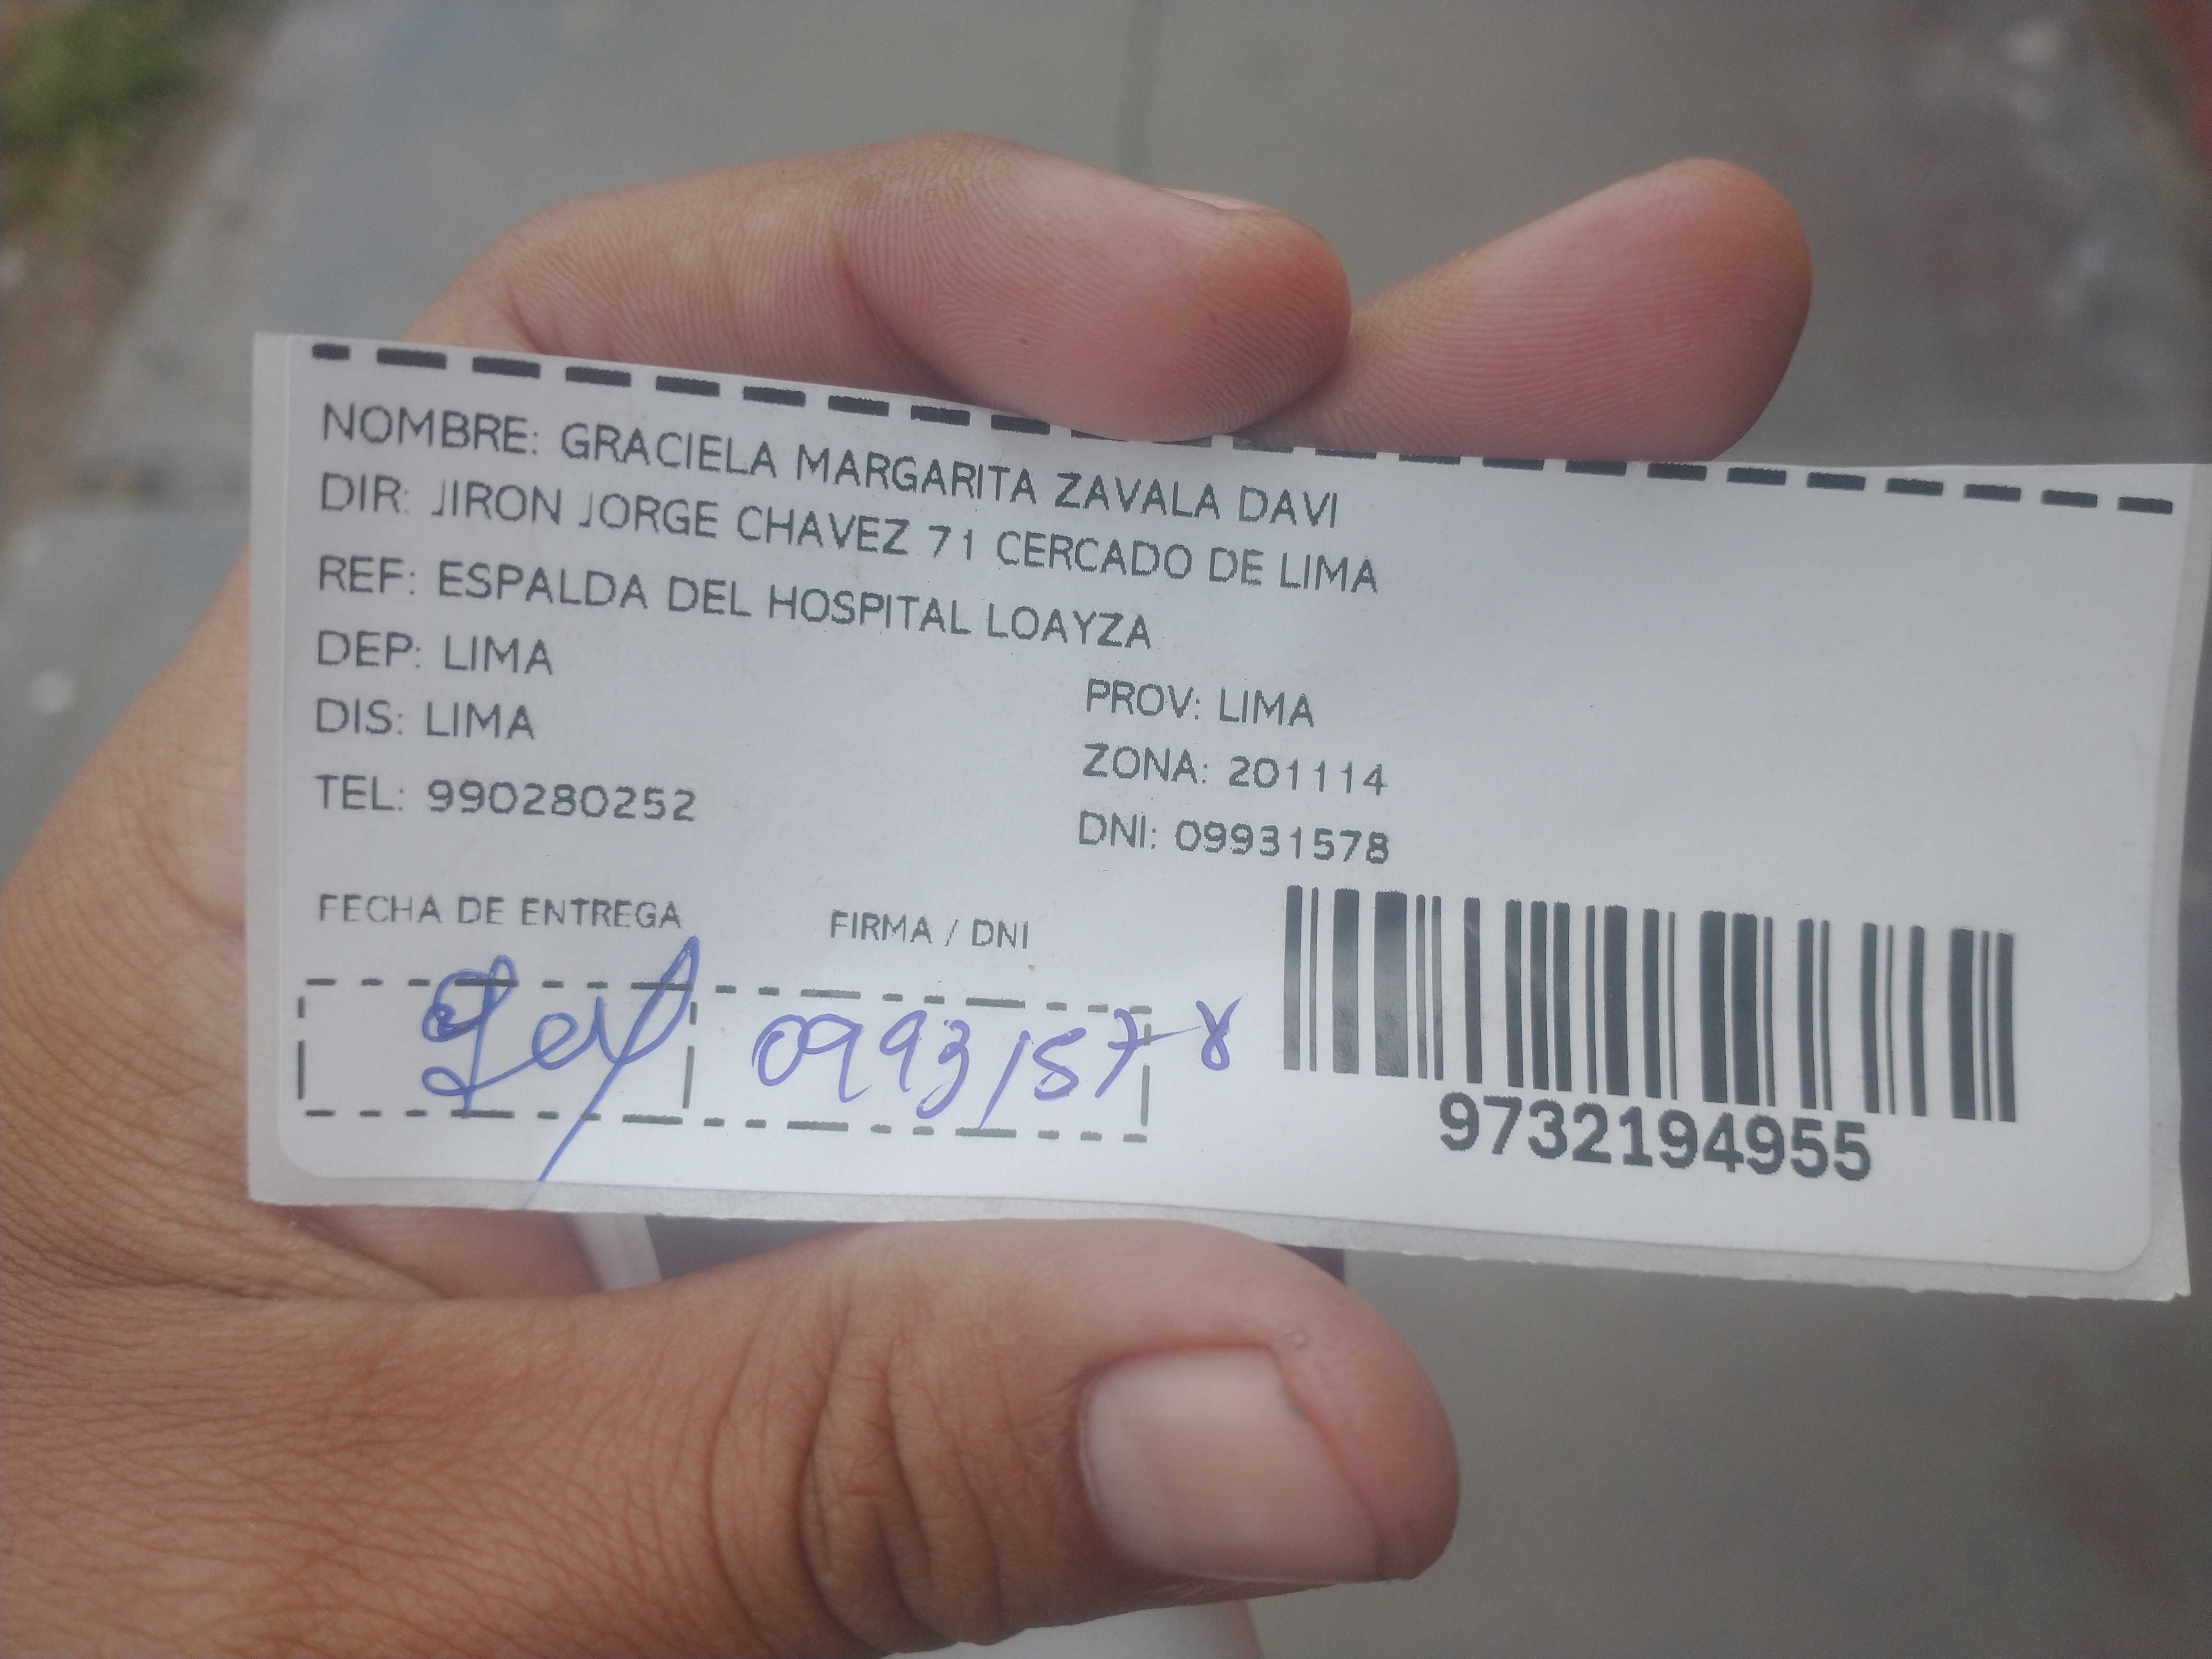 NOMBRE: GRACIELA MARGARITA ZAVALA DAVI
DIR: JIRON JORGE CHAVEZ 71 CERCADO DE LIMA
REF: ESPALDA DEL HOSPITAL LOAYZA
DEP: LIMA
PROV: LIMA
DIS: LIMA
ZONA: 201114
TEL: 990280252
DNI: 09931578
FECHA DE ENTREGA
FIRMA / DNI
09931578
9732194955